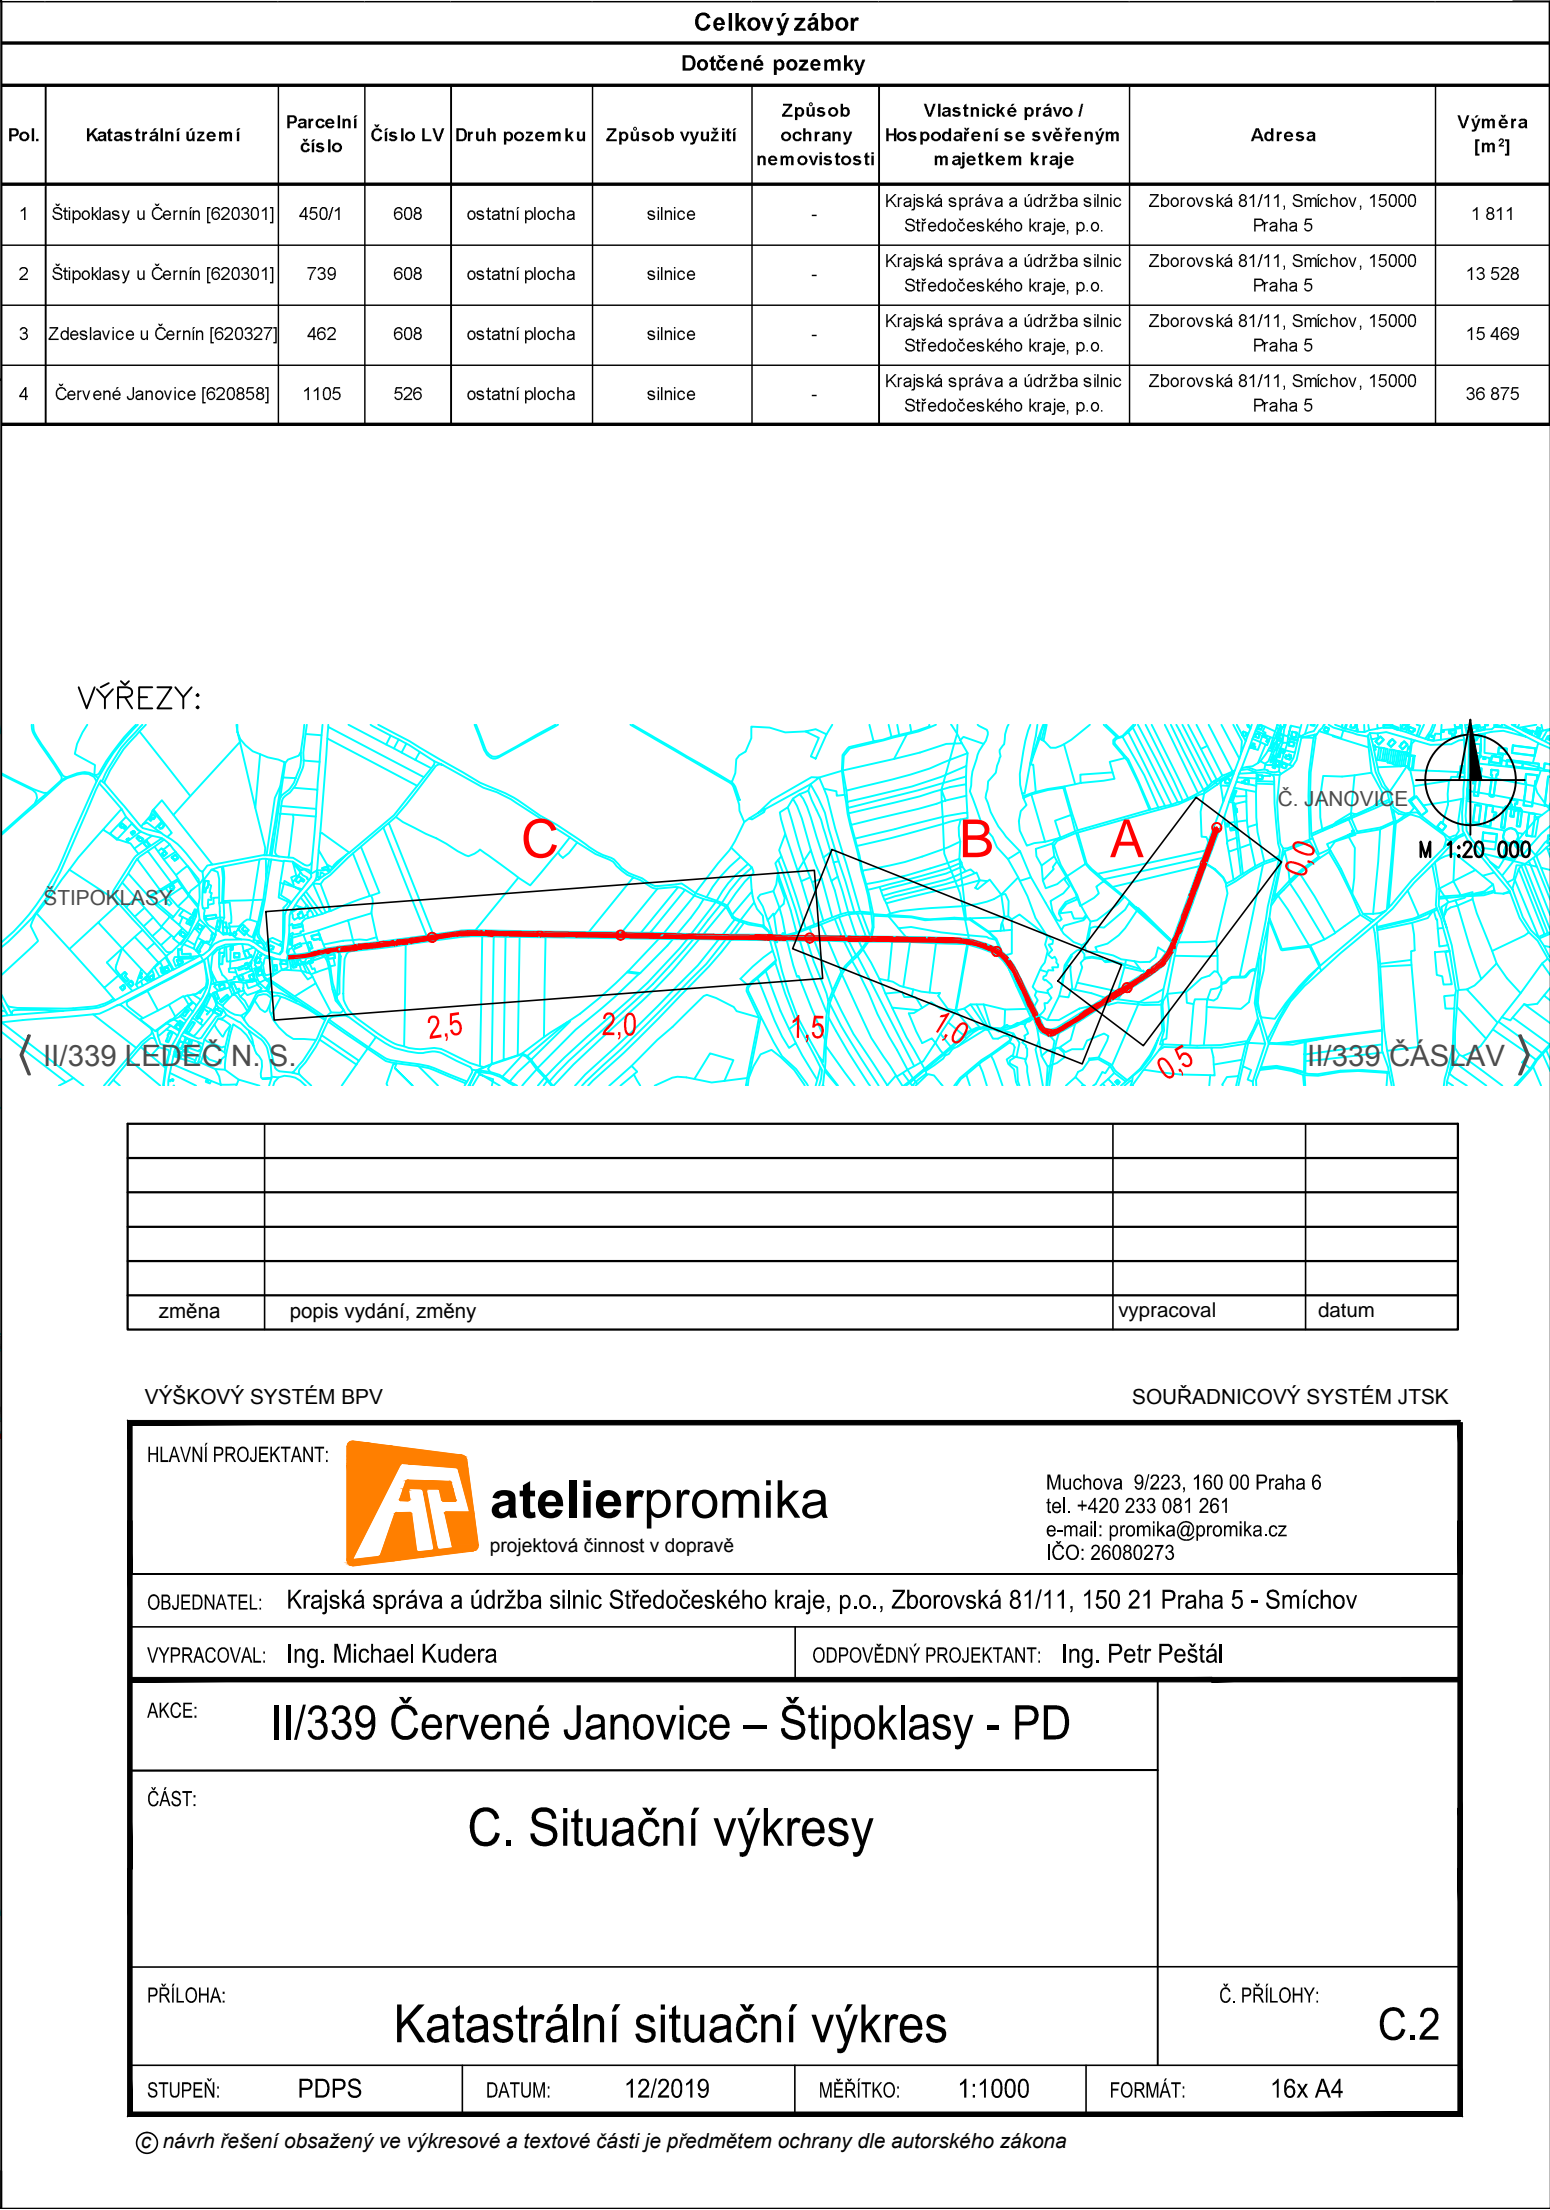 Celkový zábor
Dotčené pozemky
Pol. Katastrální území Parcelní číslo Číslo LV Druh pozemku Způsob využití Způsob ochrany nemovistosti Vlastnické právo / Hospodaření se svěřeným majetkem kraje Adresa Výměra [m²]
1 Štipoklasy u Černín [620301] 450/1 608 ostatní plocha silnice - Krajská správa a údržba silnic Středočeského kraje, p.o. Zborovská 81/11, Smíchov, 15000 Praha 5 1 811
2 Štipoklasy u Černín [620301] 739 608 ostatní plocha silnice - Krajská správa a údržba silnic Středočeského kraje, p.o. Zborovská 81/11, Smíchov, 15000 Praha 5 13 528
3 Zdeslavice u Černín [620327] 462 608 ostatní plocha silnice - Krajská správa a údržba silnic Středočeského kraje, p.o. Zborovská 81/11, Smíchov, 15000 Praha 5 15 469
4 Červené Janovice [620858] 1105 526 ostatní plocha silnice - Krajská správa a údržba silnic Středočeského kraje, p.o. Zborovská 81/11, Smíchov, 15000 Praha 5 36 875
VÝŘEZY:
Č. JANOVICE
C B A
M 1:20 000
0,0
ŠTIPOKLASY
2,5 2,0 1,5 1,0 0,5
II/339 LEDEČ N. S.
II/339 ČÁSLAV
změna popis vydání, změny vypracoval datum
VÝŠKOVÝ SYSTÉM BPV
SOUŘADNICOVÝ SYSTÉM JTSK
HLAVNÍ PROJEKTANT:
atelierpromika
projektová činnost v dopravě
Muchova 9/223, 160 00 Praha 6
tel. +420 233 081 261
e-mail: promika@promika.cz
IČO: 26080273
OBJEDNATEL: Krajská správa a údržba silnic Středočeského kraje, p.o., Zborovská 81/11, 150 21 Praha 5 - Smíchov
VYPRACOVAL: Ing. Michael Kudera
ODPOVĚDNÝ PROJEKTANT: Ing. Petr Peštál
AKCE: II/339 Červené Janovice – Štipoklasy - PD
ČÁST:
C. Situační výkresy
PŘÍLOHA:
Katastrální situační výkres
Č. PŘÍLOHY:
C.2
STUPEŇ: PDPS DATUM: 12/2019 MĚŘÍTKO: 1:1000 FORMÁT: 16x A4
© návrh řešení obsažený ve výkresové a textové části je předmětem ochrany dle autorského zákona